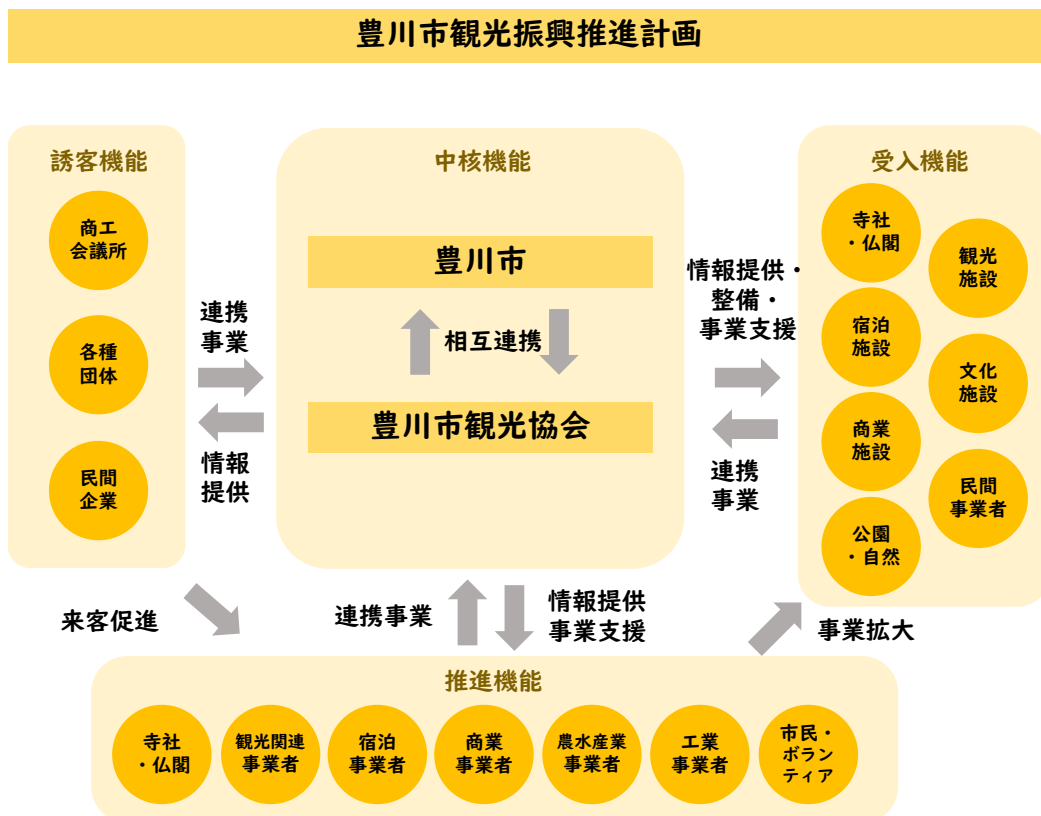 豊川市観光振興推進計画
誘客機能
商工
会議所
各種
団体
民間
企業
連携
事業
情報
提供
中核機能
豊川市
相互連携
豊川市観光協会
情報提供・
整備・
事業支援
連携
事業
受入機能
寺社
・仏閣
観光
施設
宿泊
施設
文化
施設
商業
施設
民間
事業者
公園
・自然
来客促進
連携事業
情報提供
事業支援
事業拡大
推進機能
寺社
・仏閣
観光関連
事業者
宿泊
事業者
商業
事業者
農水産業
事業者
工業
事業者
市民・
ボラン
ティア